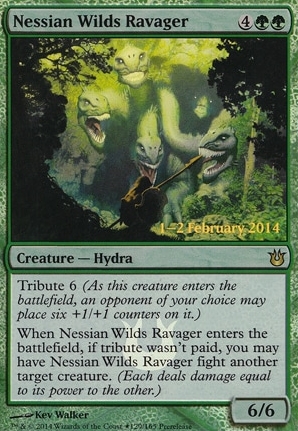 Nessian Wilds Ravager 4
1–2 February 2014
Creature — Hydra
Tribute 6 (As this creature enters the
battlefield, an opponent of your choice may
place six +1/+1 counters on it.)
When Nessian Wilds Ravager enters the
battlefield, if tribute wasn't paid, you may
have Nessian Wilds Ravager fight another
target creature. (Each deals damage equal
to its power to the other.)
Kev Walker
6/6
™ & © 2014 Wizards of the Coast ★129/165 Prerelease